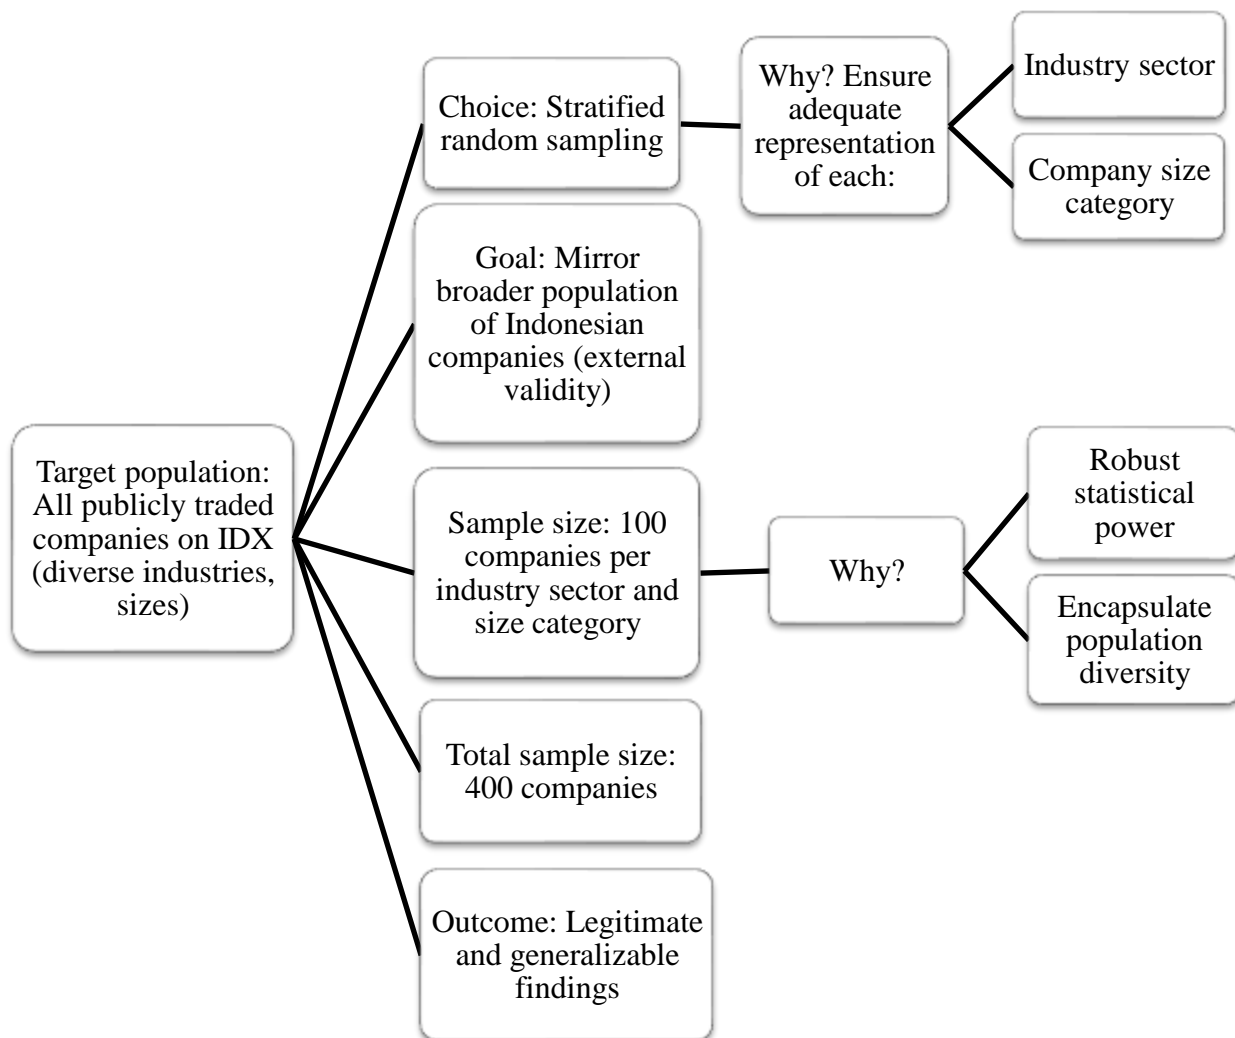 Target population:
All publicly traded
companies on IDX
(diverse industries,
sizes)
Choice: Stratified
random sampling
Why? Ensure
adequate
representation
of each:
Industry sector
Company size
category
Goal: Mirror
broader population
of Indonesian
companies (external
validity)
Sample size: 100
companies per
industry sector and
size category
Why?
Robust
statistical
power
Encapsulate
population
diversity
Total sample size:
400 companies
Outcome: Legitimate
and generalizable
findings